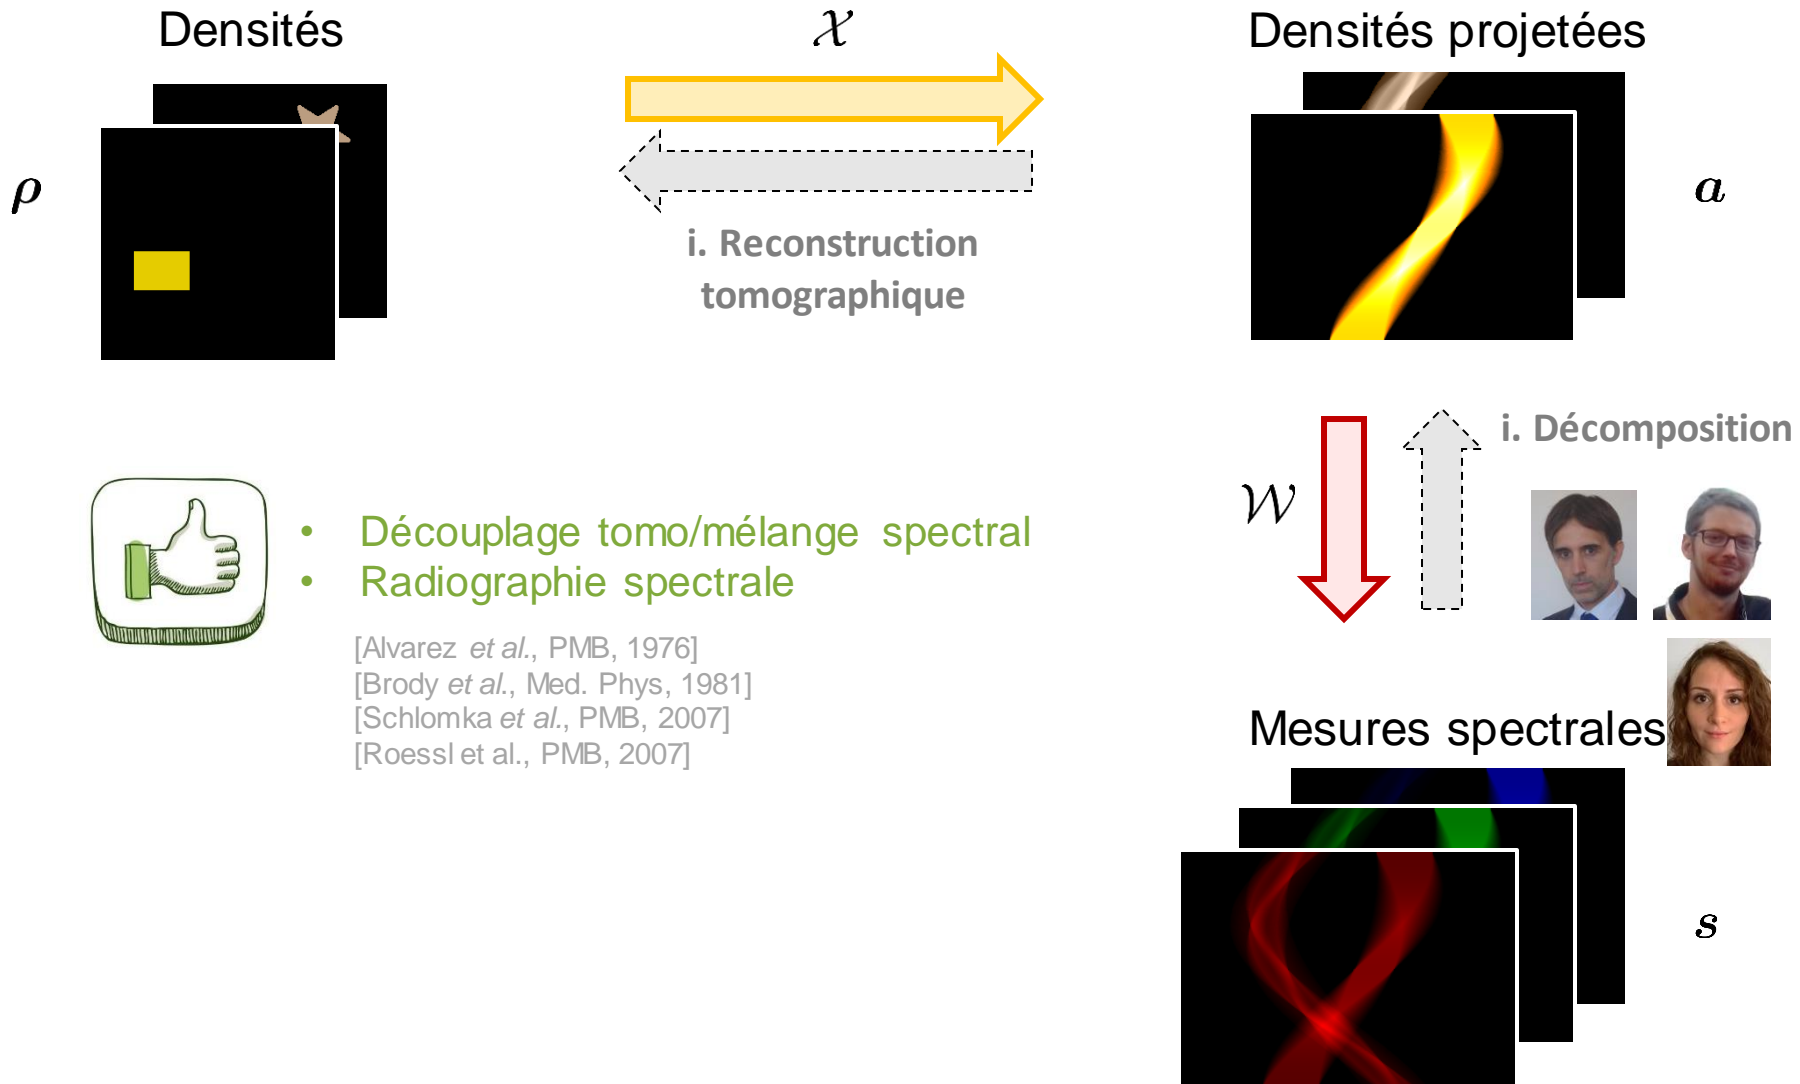 Densités
𝒳
Densités projetées
ρ
a
i. Reconstruction
tomographique
i. Décomposition
𝒲
• Découplage tomo/mélange spectral
• Radiographie spectrale
[Alvarez et al., PMB, 1976]
[Brody et al., Med. Phys, 1981]
[Schlomka et al., PMB, 2007]
[Roessl et al., PMB, 2007]
Mesures spectrales
s